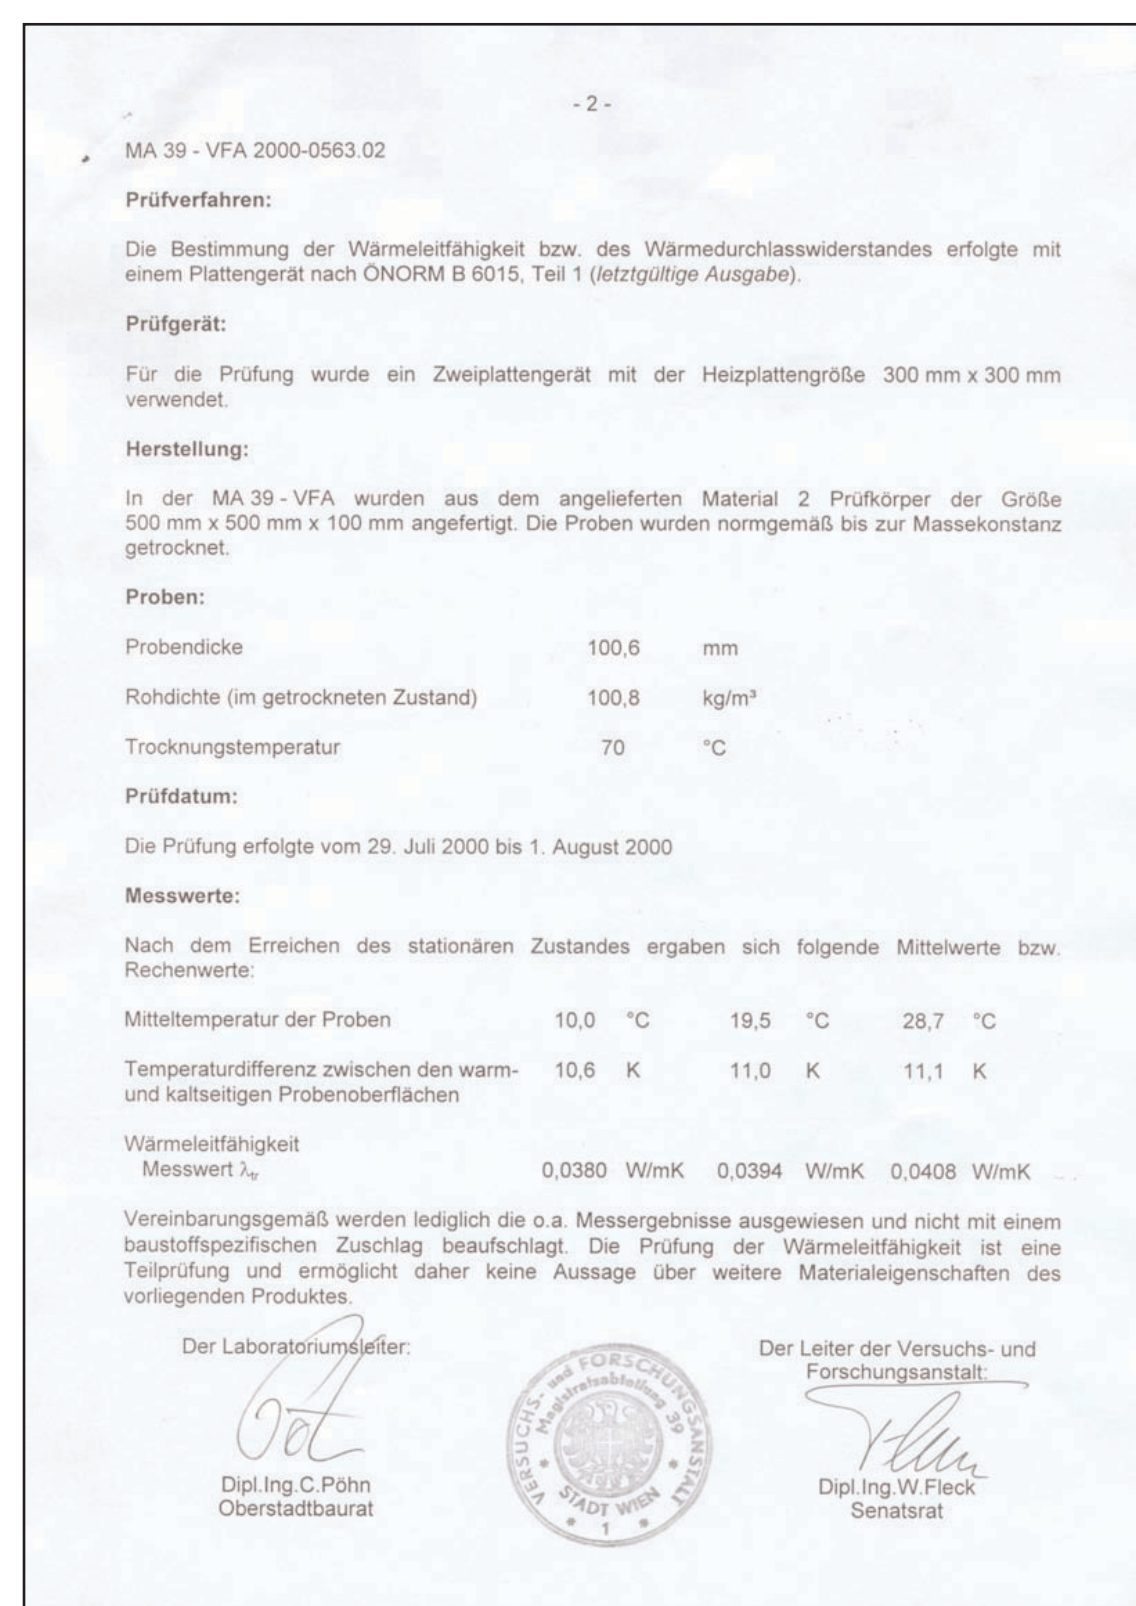 - 2 -
MA 39 - VFA 2000-0563.02
Prüfverfahren:
Die Bestimmung der Wärmeleitfähigkeit bzw. des Wärmedurchlasswiderstandes erfolgte mit
einem Plattengerät nach ÖNORM B 6015, Teil 1 (letztgültige Ausgabe).
Prüfgerät:
Für die Prüfung wurde ein Zweiplattengerät mit der Heizplattengröße 300 mm x 300 mm
verwendet.
Herstellung:
In der MA 39 - VFA wurden aus dem angelieferten Material 2 Prüfkörper der Größe
500 mm x 500 mm x 100 mm angefertigt. Die Proben wurden normgemäß bis zur Massekonstanz
getrocknet.
Proben:
Probendicke 100,6 mm
Rohdichte (im getrockneten Zustand) 100,8 kg/m³
Trocknungstemperatur 70 °C
Prüfdatum:
Die Prüfung erfolgte vom 29. Juli 2000 bis 1. August 2000
Messwerte:
Nach dem Erreichen des stationären Zustandes ergaben sich folgende Mittelwerte bzw.
Rechenwerte:
Mitteltemperatur der Proben 10,0 °C 19,5 °C 28,7 °C
Temperaturdifferenz zwischen den warm- 10,6 K 11,0 K 11,1 K
und kaltseitigen Probenoberflächen
Wärmeleitfähigkeit
Messwert λtr 0,0380 W/mK 0,0394 W/mK 0,0408 W/mK
Vereinbarungsgemäß werden lediglich die o.a. Messergebnisse ausgewiesen und nicht mit einem
baustoffspezifischen Zuschlag beaufschlagt. Die Prüfung der Wärmeleitfähigkeit ist eine
Teilprüfung und ermöglicht daher keine Aussage über weitere Materialeigenschaften des
vorliegenden Produktes.
Der Laboratoriumsleiter:
Dipl.Ing.C.Pöhn
Oberstadtbaurat
VERSUCHS- und FORSCHUNGSANSTALT
Magistratsabteilung 39
STADT WIEN
* 1 *
Der Leiter der Versuchs- und
Forschungsanstalt:
Dipl.Ing.W.Fleck
Senatsrat